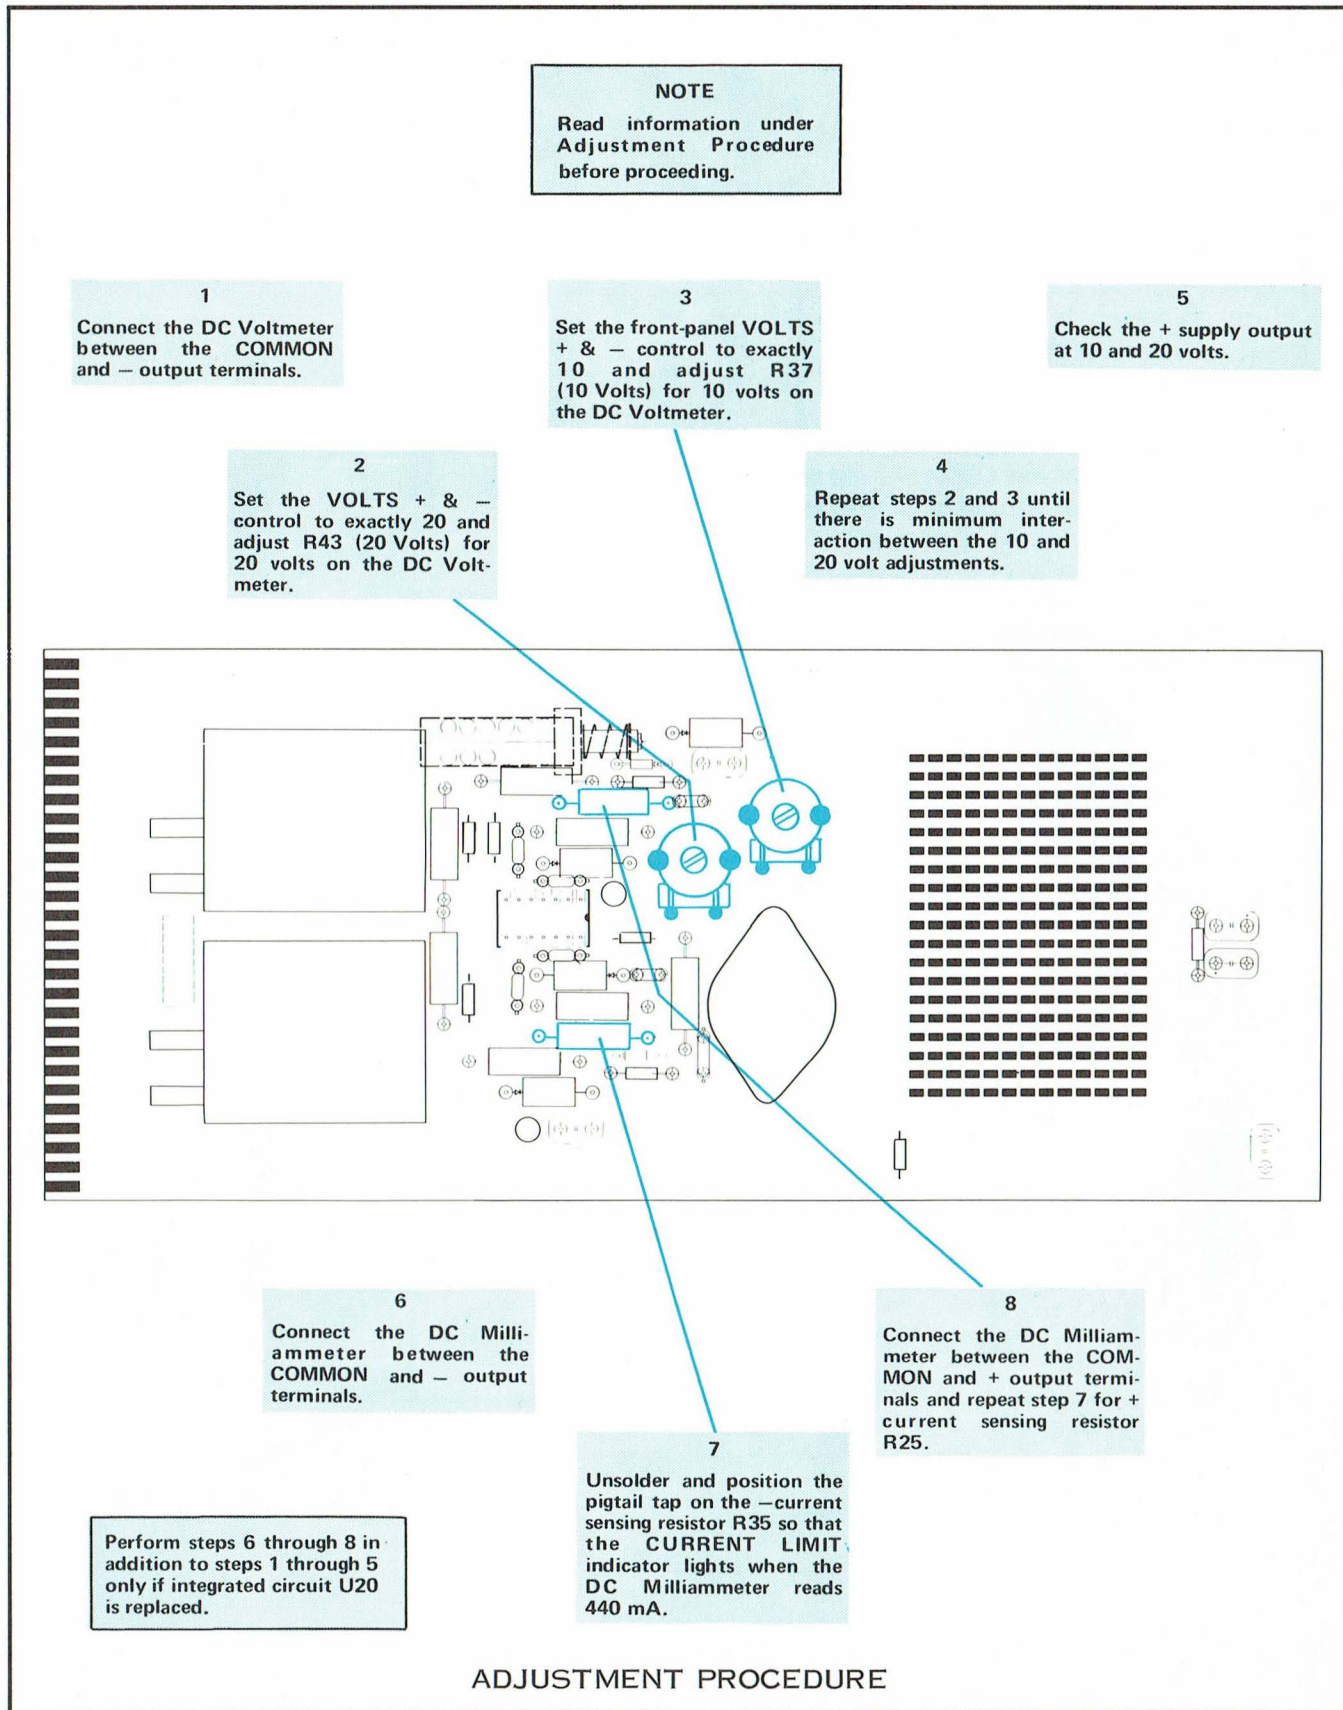 NOTE
Read information under
Adjustment Procedure
before proceeding.
1
Connect the DC Voltmeter
between the COMMON
and — output terminals.
2
Set the VOLTS + & —
control to exactly 20 and
adjust R43 (20 Volts) for
20 volts on the DC Volt-
meter.
3
Set the front-panel VOLTS
+ & — control to exactly
10 and adjust R37
(10 Volts) for 10 volts on
the DC Voltmeter.
4
Repeat steps 2 and 3 until
there is minimum inter-
action between the 10 and
20 volt adjustments.
5
Check the + supply output
at 10 and 20 volts.
6
Connect the DC Milli-
ammeter between the
COMMON and — output
terminals.
7
Unsolder and position the
pigtail tap on the —current
sensing resistor R35 so that
the CURRENT LIMIT
indicator lights when the
DC Milliammeter reads
440 mA.
8
Connect the DC Milliam-
meter between the COM-
MON and + output termi-
nals and repeat step 7 for +
current sensing resistor
R25.
Perform steps 6 through 8 in
addition to steps 1 through 5
only if integrated circuit U20
is replaced.
ADJUSTMENT PROCEDURE